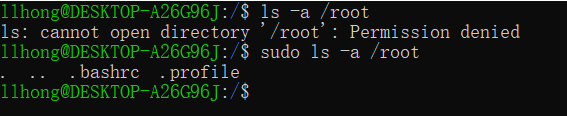 llhong@DESKTOP-A26G96J:/$ ls -a /root
ls: cannot open directory '/root': Permission denied
llhong@DESKTOP-A26G96J:/$ sudo ls -a /root
.  ..  .bashrc  .profile
llhong@DESKTOP-A26G96J:/$